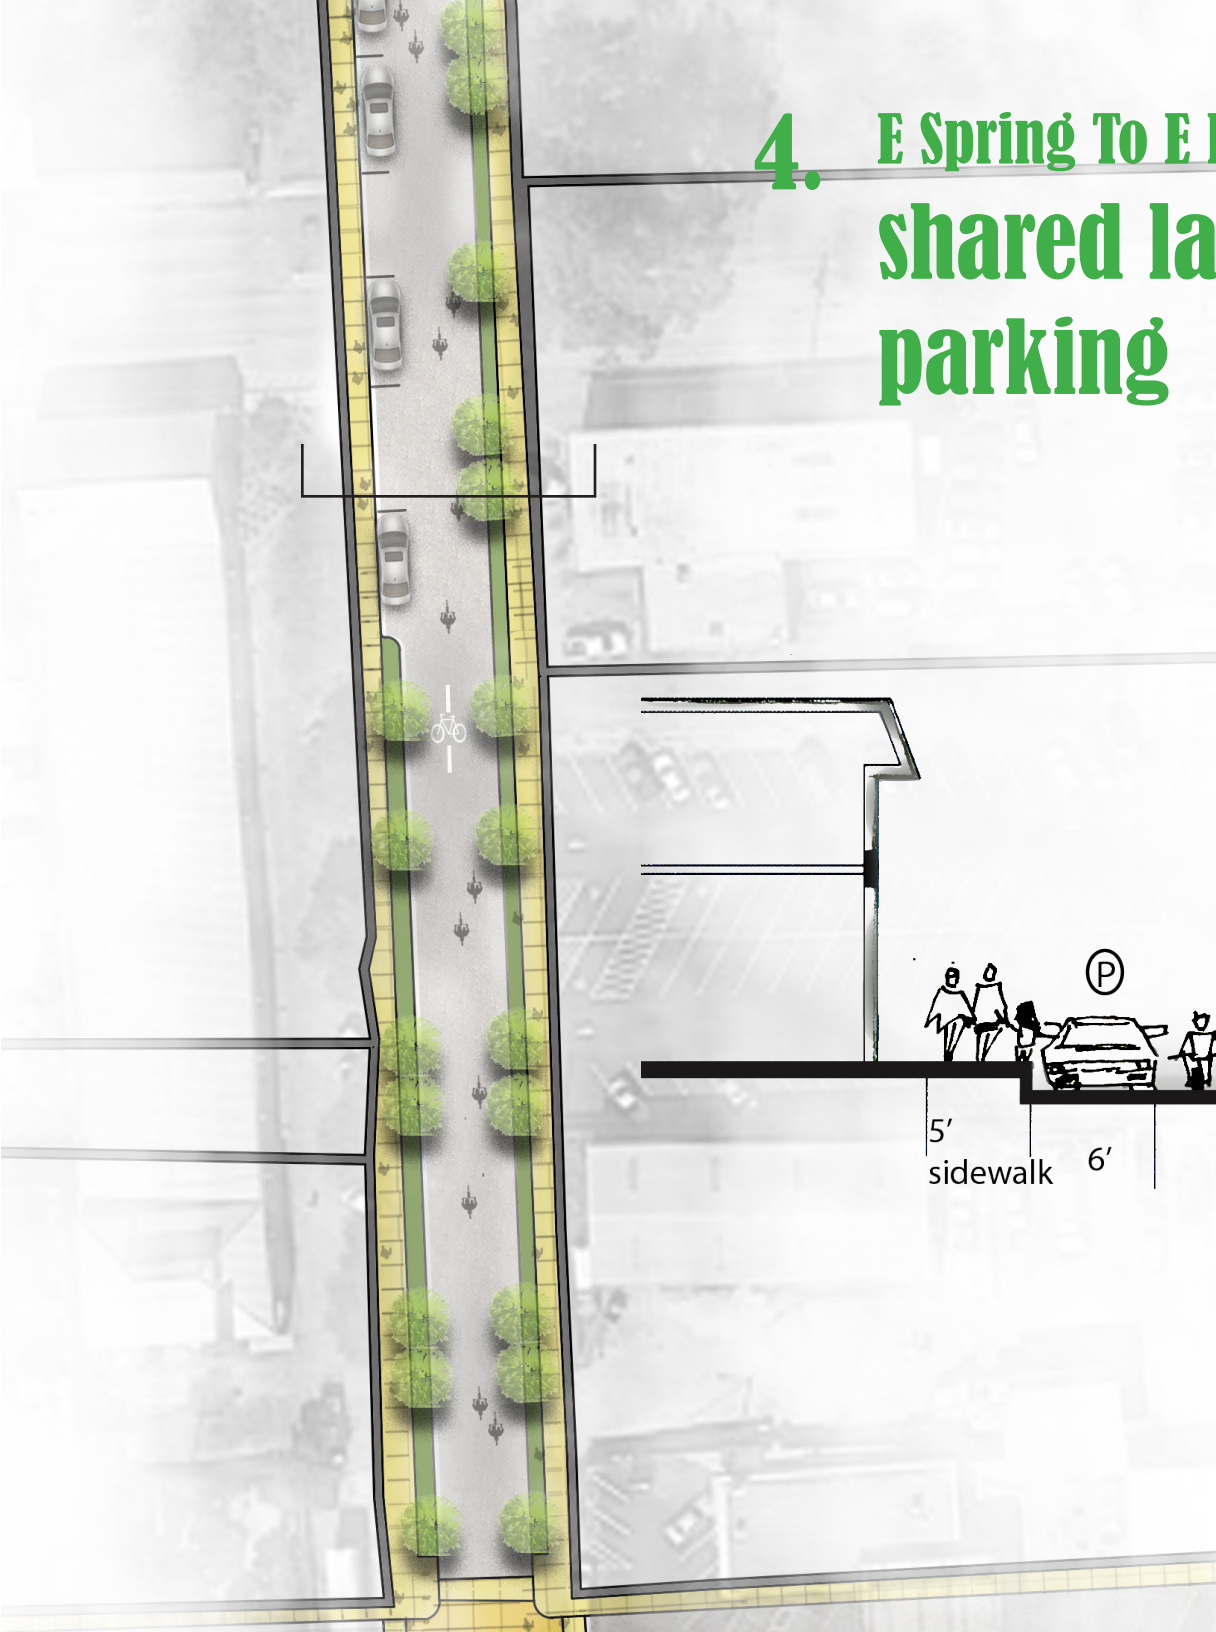 4. E Spring To E
shared la
parking
P
5’
sidewalk 6’